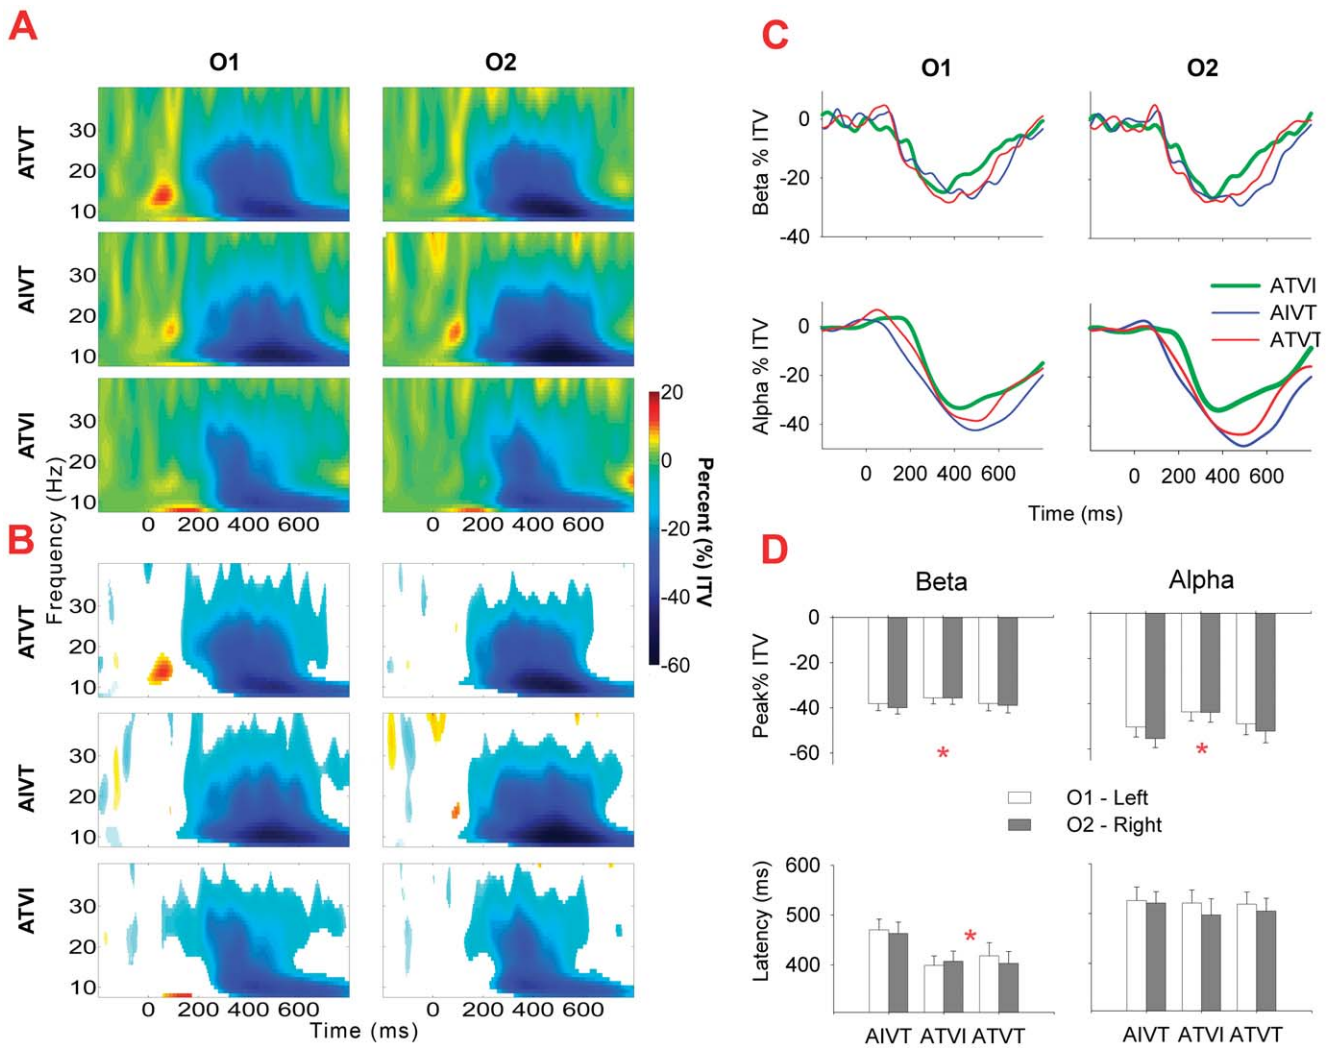 A
O1 O2
ATVT
30
20
10
AIVT
30
20
10
ATVI
30
20
10
0 200 400 600
0 200 400 600
Frequency (Hz)
20
0
-20
-40
-60
Percent (%) ITV
B
ATVT
30
20
10
AIVT
30
20
10
ATVI
30
20
10
0 200 400 600
0 200 400 600
Time (ms)
C
O1 O2
Beta % ITV
0
-20
-40
Alpha % ITV
0
-20
-40
ATVI
AIVT
ATVT
0 200 400 600
0 200 400 600
Time (ms)
D
Beta Alpha
Peak% ITV
0
-20
-40
-60
*
*
O1 - Left
O2 - Right
Latency (ms)
600
500
400
*
AIVT ATVI ATVT
AIVT ATVI ATVT